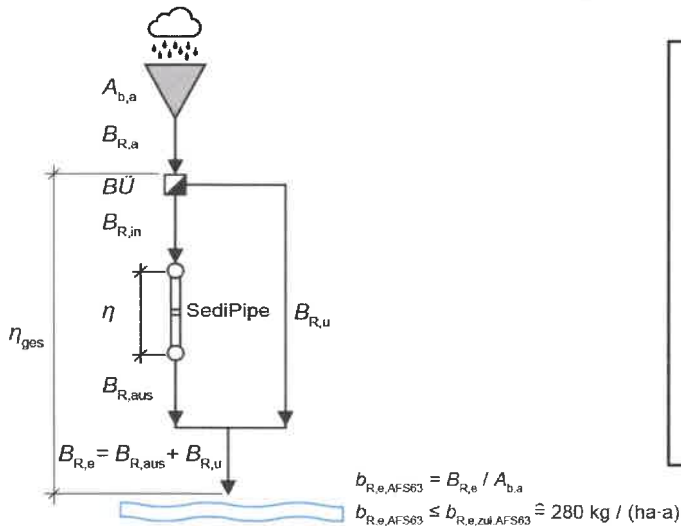 A_b,a
B_R,a
BÜ
B_R,in
η
SediPipe
B_R,u
η_ges
B_R,aus
B_R,e = B_R,aus + B_R,u
b_R,e,AFS63 = B_R,e / A_b,a
b_R,e,AFS63 ≤ b_R,e,zul,AFS63 ≙ 280 kg / (ha·a)